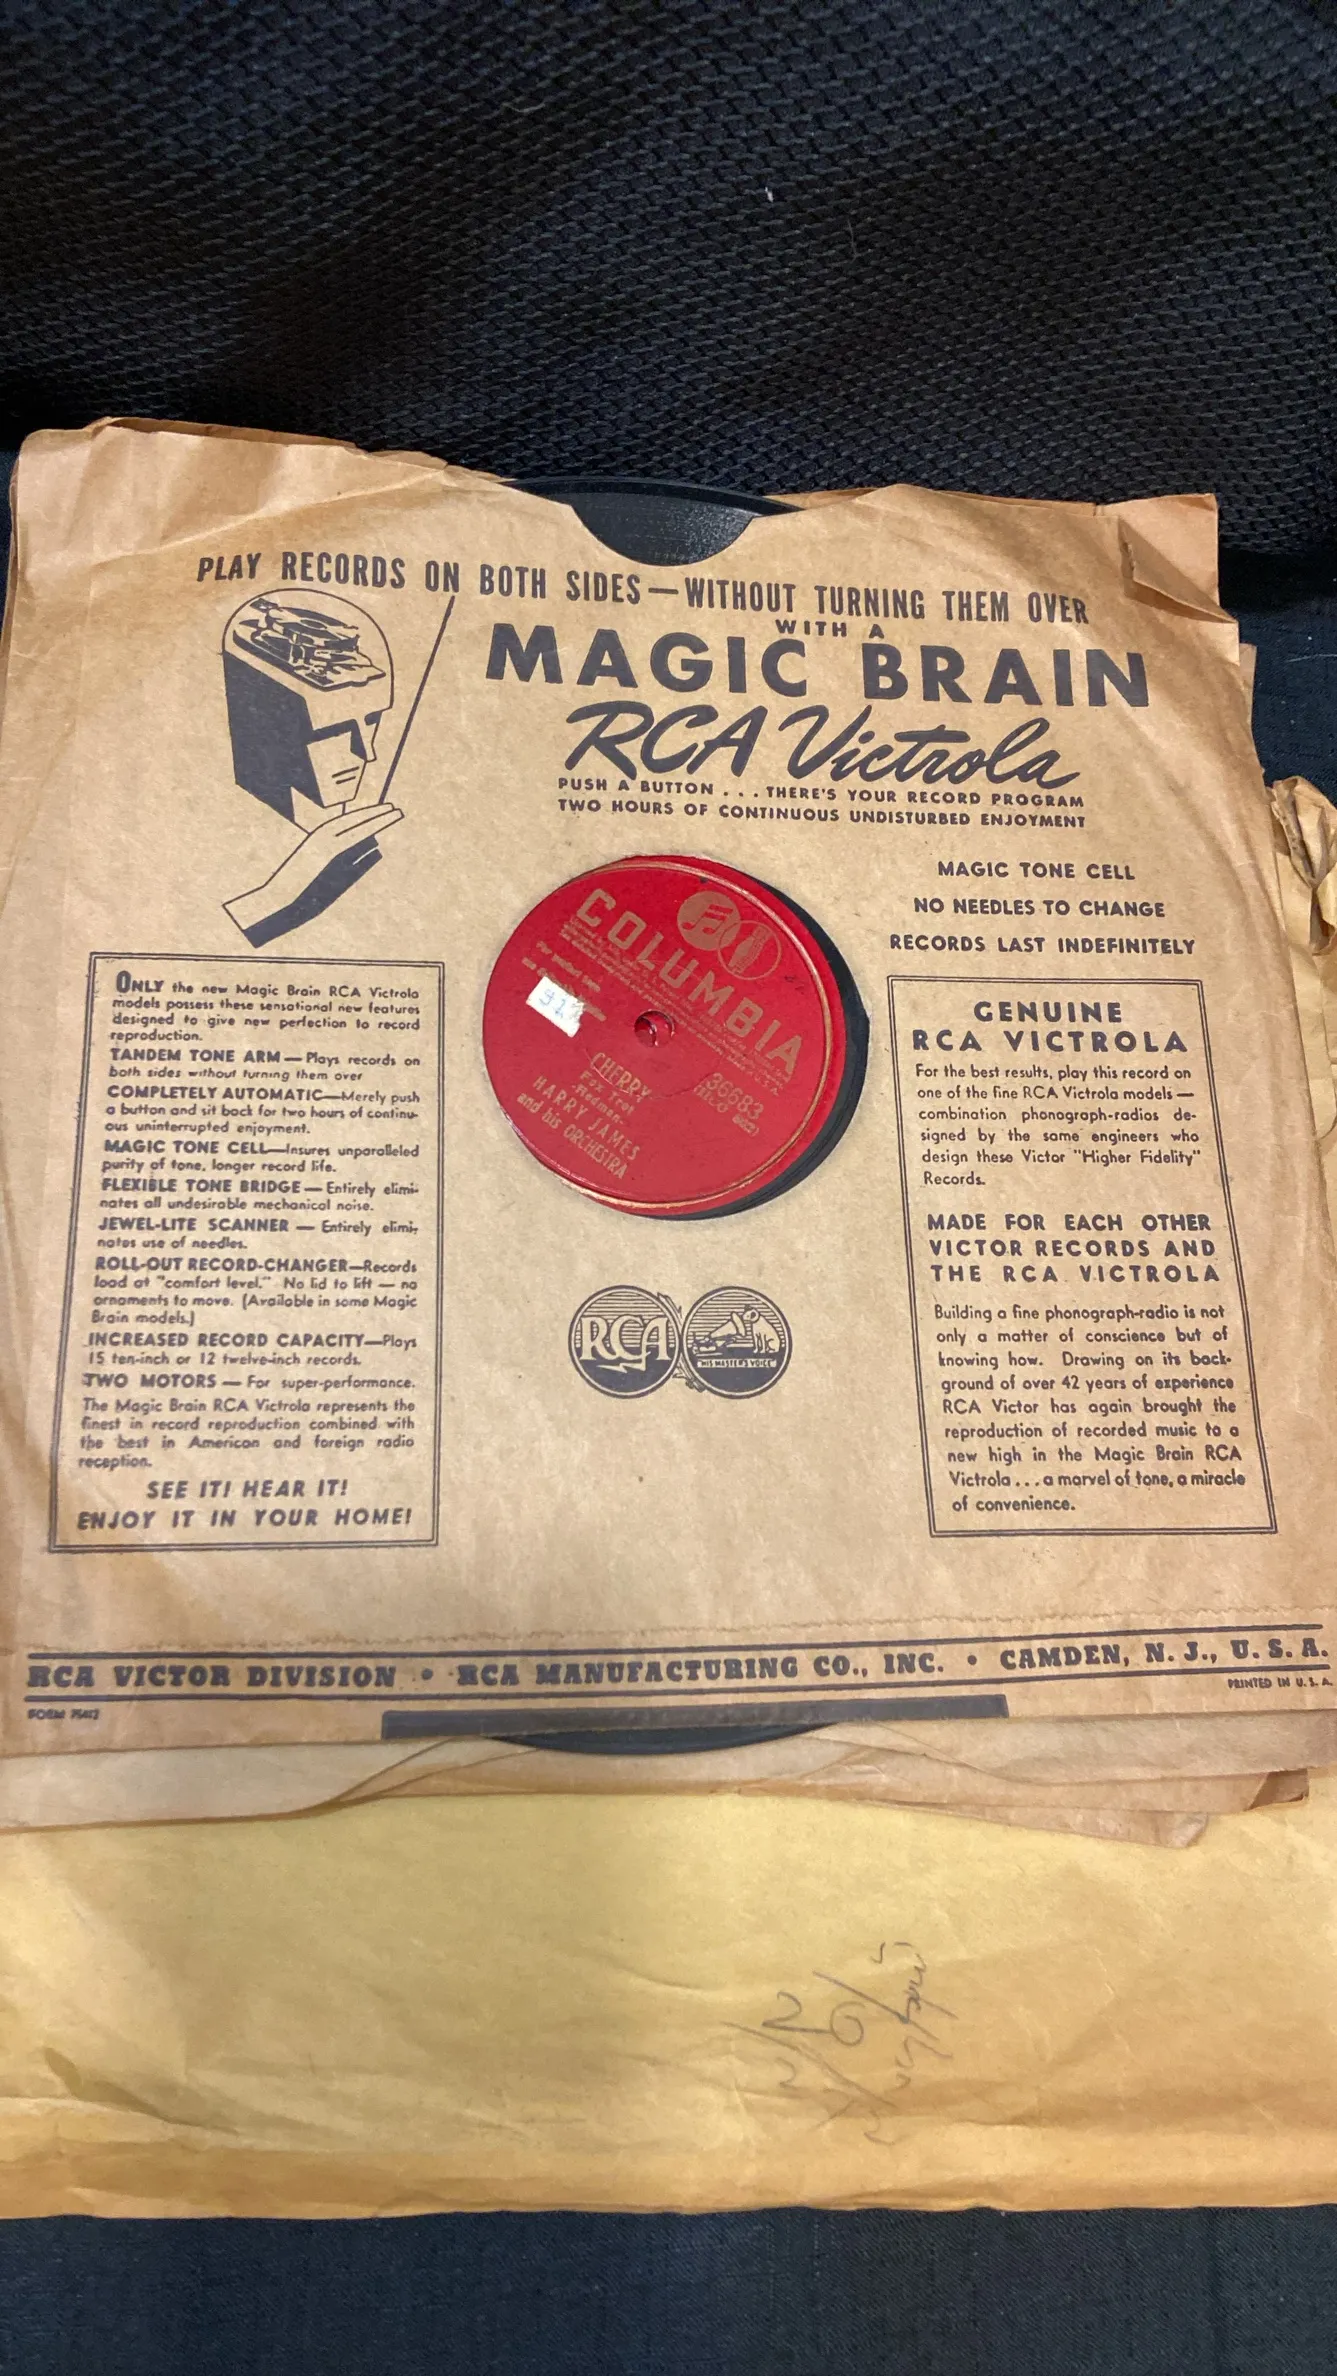 PLAY RECORDS ON BOTH SIDES—WITHOUT TURNING THEM OVER
WITH A
MAGIC BRAIN
RCA Victrola
PUSH A BUTTON . . . THERE'S YOUR RECORD PROGRAM
TWO HOURS OF CONTINUOUS UNDISTURBED ENJOYMENT
MAGIC TONE CELL
NO NEEDLES TO CHANGE
RECORDS LAST INDEFINITELY
COLUMBIA
CHERRY
Fox Trot
-Redman-
HARRY JAMES
and his ORCHESTRA
36683
ONLY the new Magic Brain RCA Victrola
models possess these sensational new features
designed to give new perfection to record
reproduction.
TANDEM TONE ARM — Plays records on
both sides without turning them over
COMPLETELY AUTOMATIC—Merely push
a button and sit back for two hours of continu-
ous uninterrupted enjoyment.
MAGIC TONE CELL—Insures unparalleled
purity of tone, longer record life.
FLEXIBLE TONE BRIDGE — Entirely elimi-
nates all undesirable mechanical noise.
JEWEL-LITE SCANNER — Entirely elimi-
nates use of needles.
ROLL-OUT RECORD-CHANGER—Records
load at "comfort level." No lid to lift — no
ornaments to move. (Available in some Magic
Brain models.)
INCREASED RECORD CAPACITY—Plays
15 ten-inch or 12 twelve-inch records.
TWO MOTORS — For super-performance.
The Magic Brain RCA Victrola represents the
finest in record reproduction combined with
the best in American and foreign radio
reception.
SEE IT! HEAR IT!
ENJOY IT IN YOUR HOME!
RCA
"HIS MASTER'S VOICE"
GENUINE
RCA VICTROLA
For the best results, play this record on
one of the fine RCA Victrola models —
combination phonograph-radios de-
signed by the same engineers who
design these Victor "Higher Fidelity"
Records.
MADE FOR EACH OTHER
VICTOR RECORDS AND
THE RCA VICTROLA
Building a fine phonograph-radio is not
only a matter of conscience but of
knowing how. Drawing on its back-
ground of over 42 years of experience
RCA Victor has again brought the
reproduction of recorded music to a
new high in the Magic Brain RCA
Victrola . . . a marvel of tone, a miracle
of convenience.
RCA VICTOR DIVISION • RCA MANUFACTURING CO., INC. • CAMDEN, N. J., U. S. A.
PRINTED IN U. S. A.